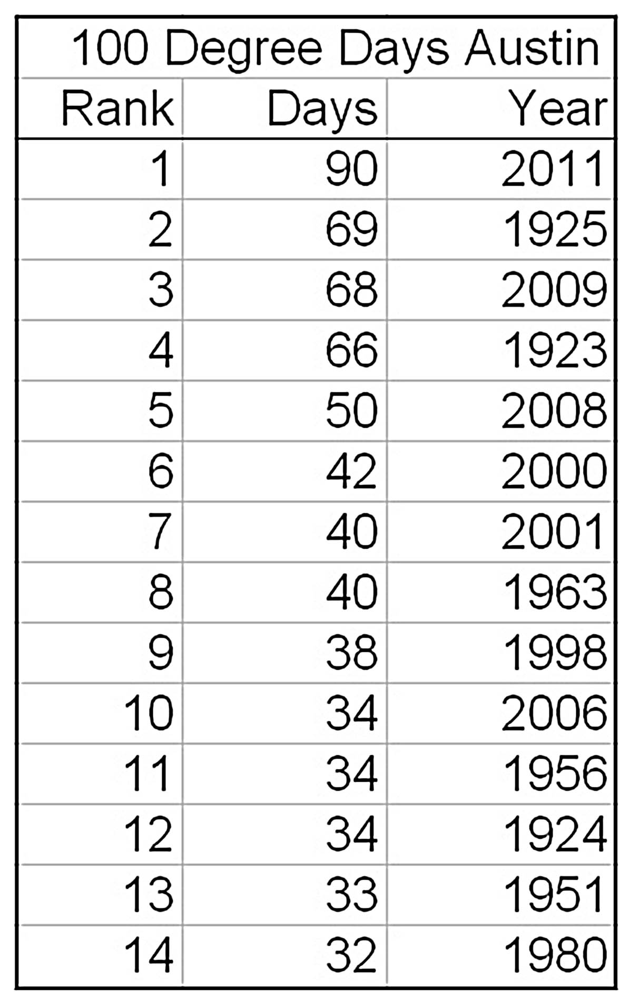 100 Degree Days Austin
Rank Days Year
1 90 2011
2 69 1925
3 68 2009
4 66 1923
5 50 2008
6 42 2000
7 40 2001
8 40 1963
9 38 1998
10 34 2006
11 34 1956
12 34 1924
13 33 1951
14 32 1980